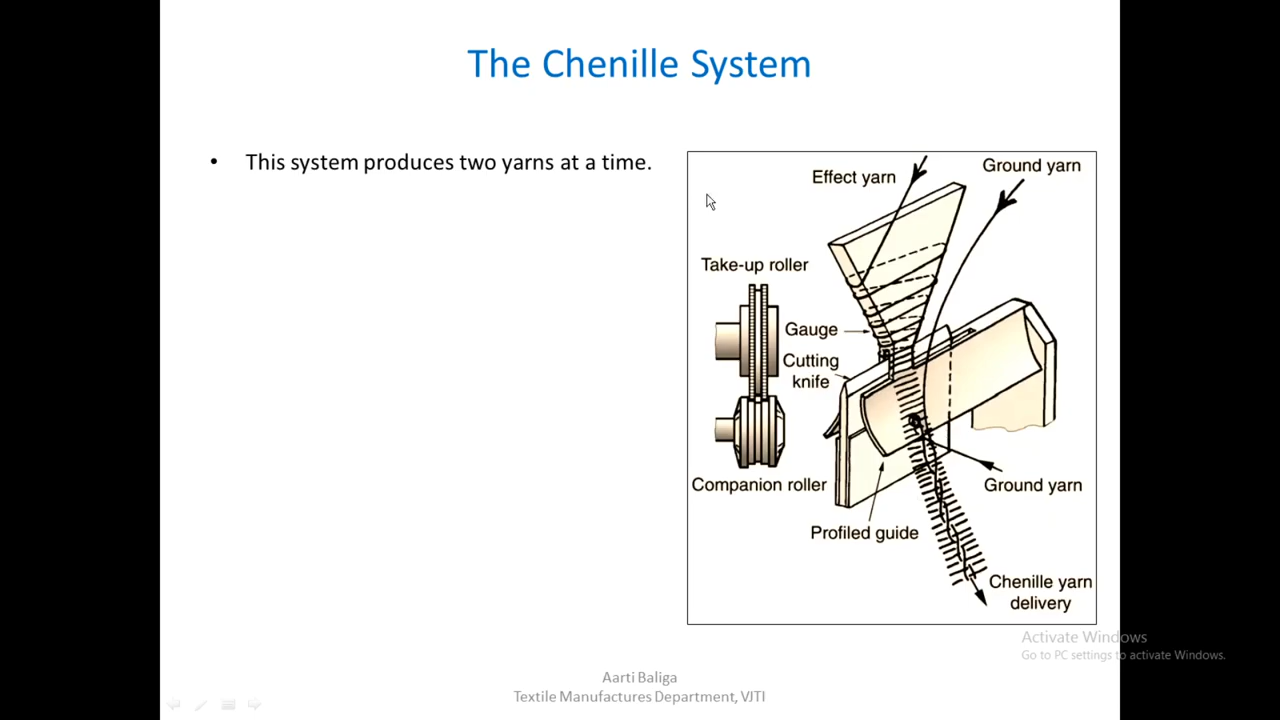 The Chenille System
• This system produces two yarns at a time.
Effect yarn
Ground yarn
Take-up roller
Gauge
Cutting
knife
Companion roller
Ground yarn
Profiled guide
Chenille yarn
delivery
Activate Windows
Go to PC settings to activate Windows.
Aarti Baliga
Textile Manufactures Department, VJTI